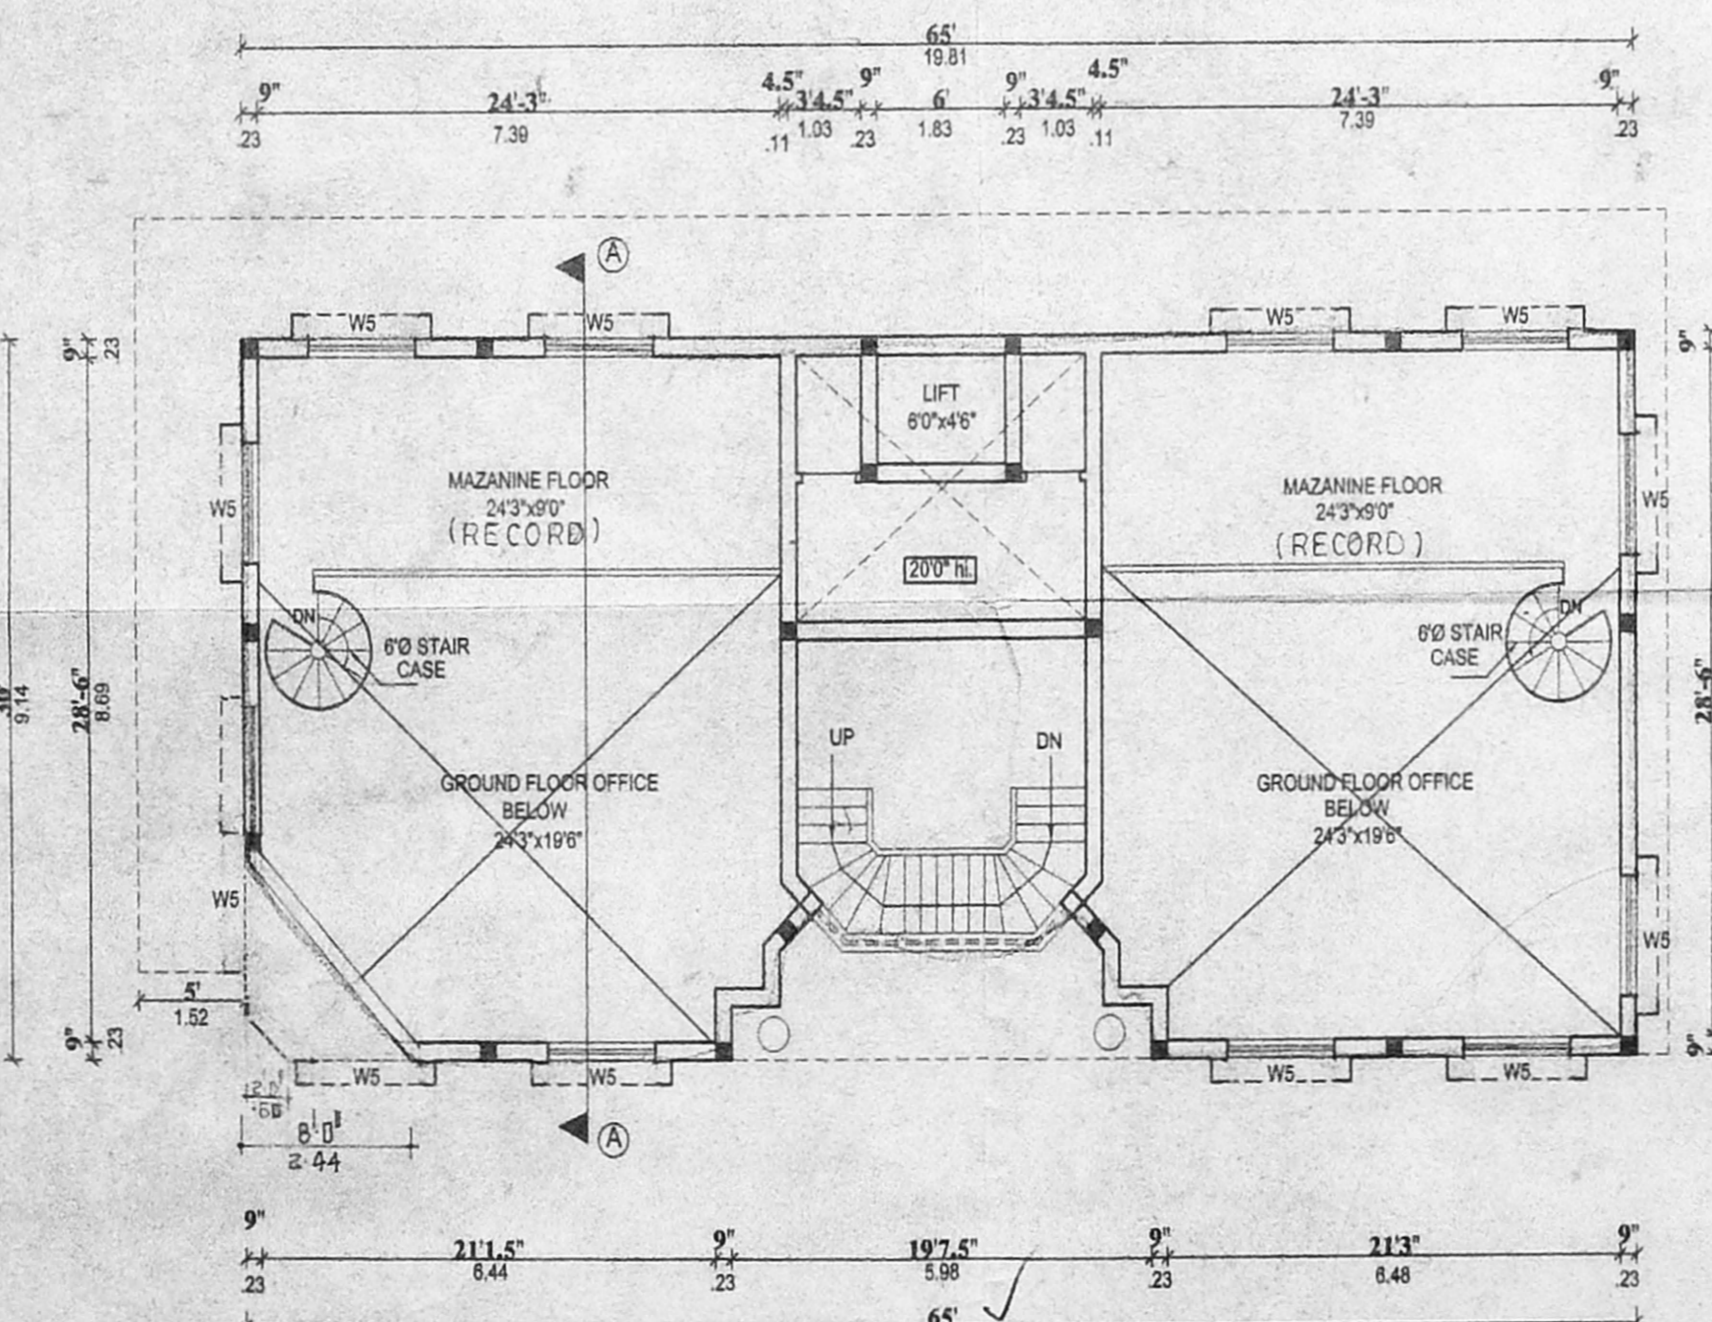 65'
19.81
9" 24'-3" 4.5" 3'4.5" 9" 6' 9" 3'4.5" 4.5" 24'-3" 9"
.23 7.39 .11 1.03 .23 1.83 .23 1.03 .11 7.39 .23
A
W5 W5 W5 W5
9" 23 9"
LIFT
6'0"x4'6"
MAZANINE FLOOR
24'3"x9'0"
(RECORD)
MAZANINE FLOOR
24'3"x9'0"
(RECORD)
W5 W5
20'0" ht.
DN DN
6'Ø STAIR
CASE
6'Ø STAIR
CASE
9.14
28'-6"
8.69
28'-6"
UP DN
GROUND FLOOR OFFICE
BELOW
24'3"x19'6"
GROUND FLOOR OFFICE
BELOW
24'3"x19'6"
W5 W5
5'
1.52
9" 23 9"
W5 W5 W5 W5
.60
8'-0"
2.44
A
9" 21'1.5" 9" 19'7.5" 9" 21'3" 9"
.23 6.44 .23 5.98 .23 6.48 .23
65'